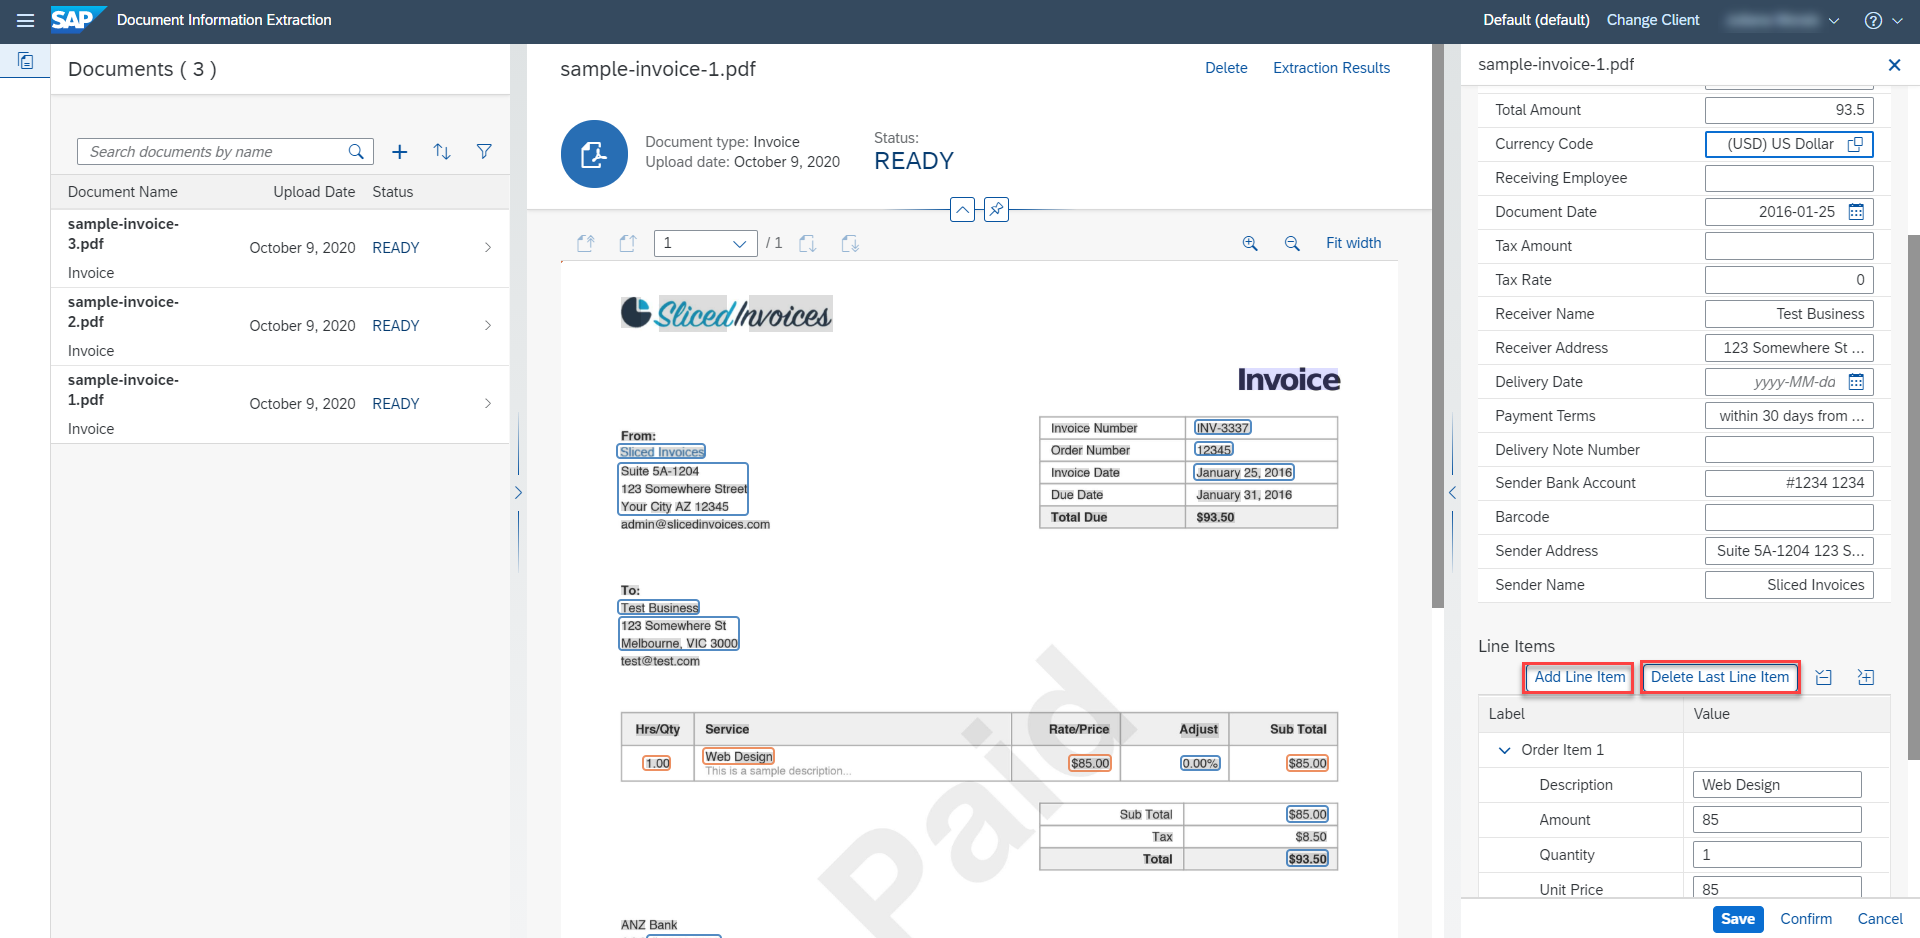 SAP Document Information Extraction
Default (default) Change Client
Documents ( 3 )
Search documents by name
Document Name Upload Date Status
sample-invoice-
3.pdf
October 9, 2020 READY
Invoice
sample-invoice-
2.pdf
October 9, 2020 READY
Invoice
sample-invoice-
1.pdf
October 9, 2020 READY
Invoice
sample-invoice-1.pdf
Delete Extraction Results
Document type: Invoice
Upload date: October 9, 2020
Status:
READY
1 / 1
Fit width
Sliced Invoices
Invoice
From:
Sliced Invoices
Suite 5A-1204
123 Somewhere Street
Your City AZ 12345
admin@slicedinvoices.com
Invoice Number INV-3337
Order Number 12345
Invoice Date January 25, 2016
Due Date January 31, 2016
Total Due $93.50
To:
Test Business
123 Somewhere St
Melbourne, VIC 3000
test@test.com
Hrs/Qty Service Rate/Price Adjust Sub Total
1.00 Web Design $85.00 0.00% $85.00
This is a sample description...
Sub Total $85.00
Tax $8.50
Total $93.50
Paid
ANZ Bank
sample-invoice-1.pdf
Total Amount 93.5
Currency Code (USD) US Dollar
Receiving Employee
Document Date 2016-01-25
Tax Amount
Tax Rate 0
Receiver Name Test Business
Receiver Address 123 Somewhere St ...
Delivery Date yyyy-MM-dd
Payment Terms within 30 days from ...
Delivery Note Number
Sender Bank Account #1234 1234
Barcode
Sender Address Suite 5A-1204 123 S...
Sender Name Sliced Invoices
Line Items
Add Line Item Delete Last Line Item
Label Value
Order Item 1
Description Web Design
Amount 85
Quantity 1
Unit Price 85
Save Confirm Cancel